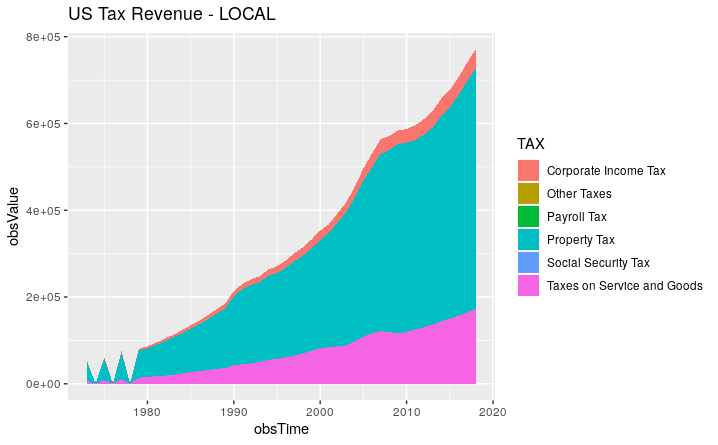 US Tax Revenue - LOCAL
8e+05
6e+05
4e+05
2e+05
0e+00
obsValue
1980
1990
2000
2010
2020
obsTime
TAX
Corporate Income Tax
Other Taxes
Payroll Tax
Property Tax
Social Security Tax
Taxes on Service and Goods